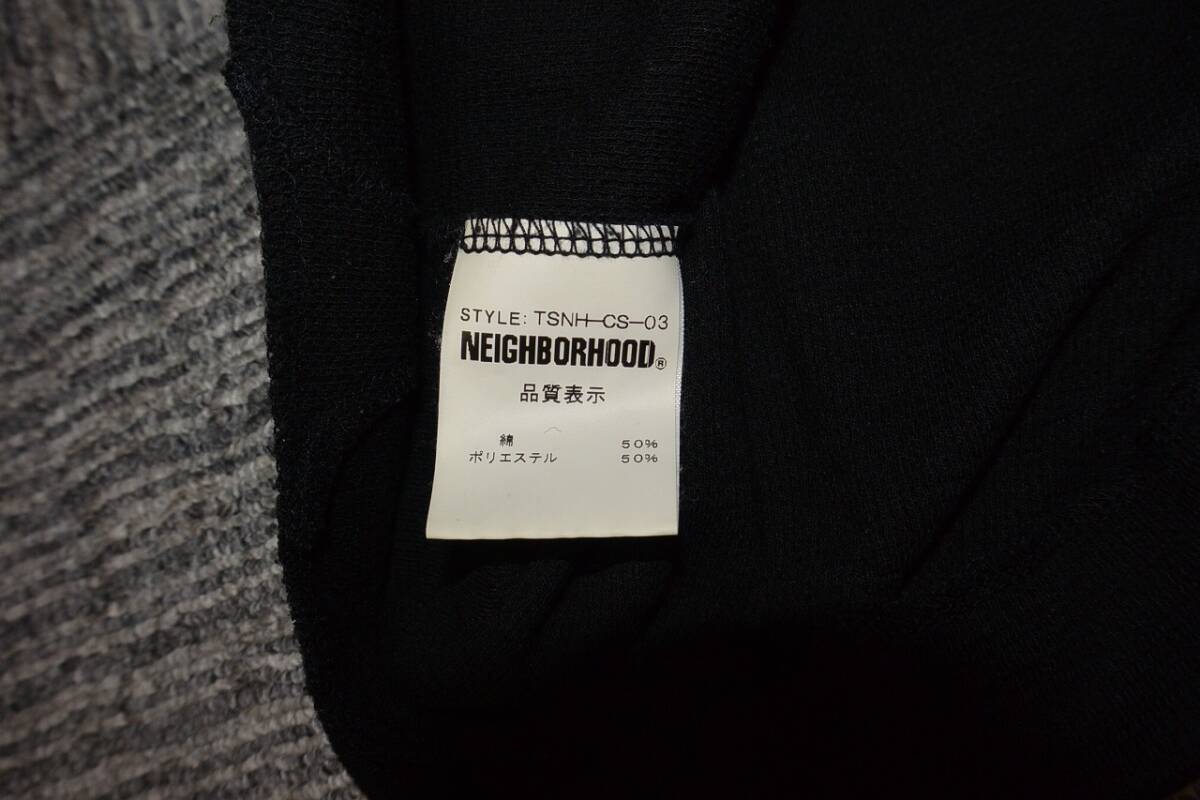 STYLE: TSNH-CS-03
NEIGHBORHOOD®
品質表示
綿 50%
ポリエステル 50%